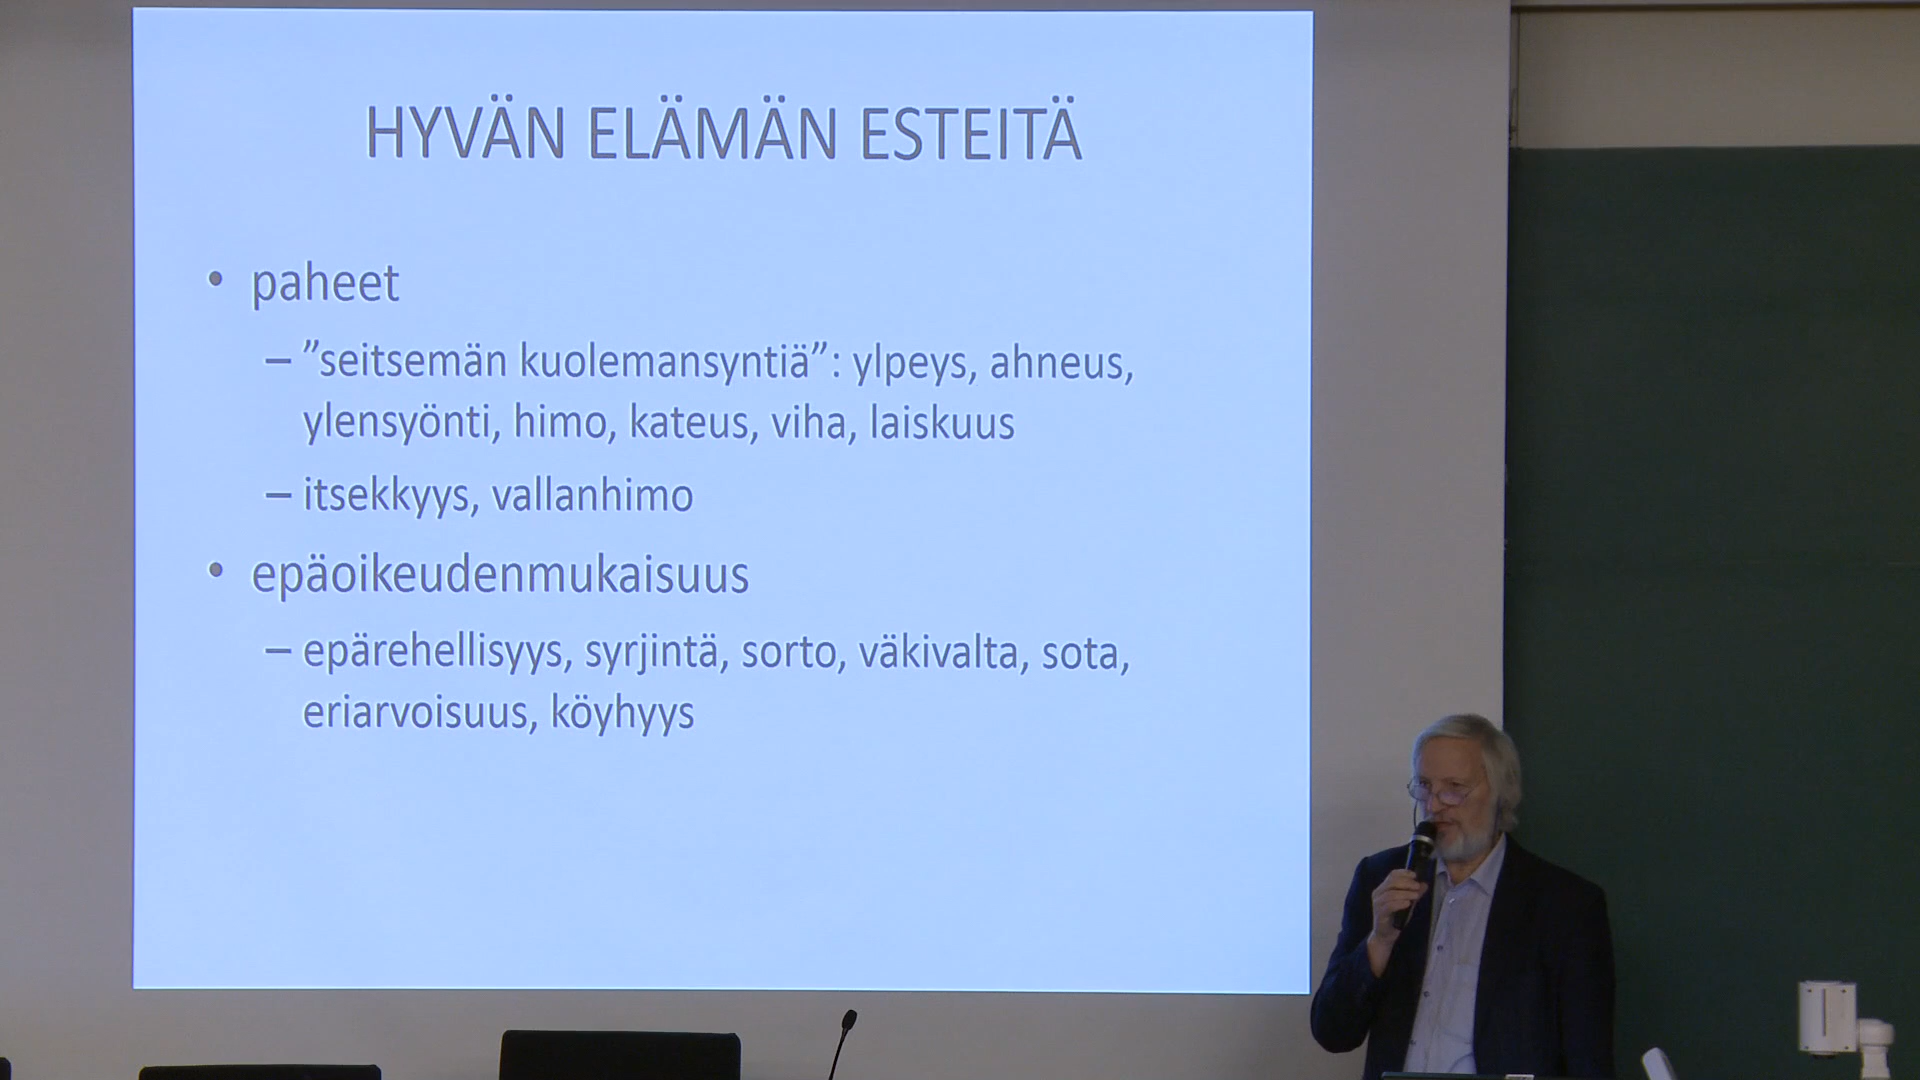 HYVÄN ELÄMÄN ESTEITÄ
• paheet
– ”seitsemän kuolemansyntiä”: ylpeys, ahneus,
ylensyönti, himo, kateus, viha, laiskuus
– itsekkyys, vallanhimo
• epäoikeudenmukaisuus
– epärehellisyys, syrjintä, sorto, väkivalta, sota,
eriarvoisuus, köyhyys